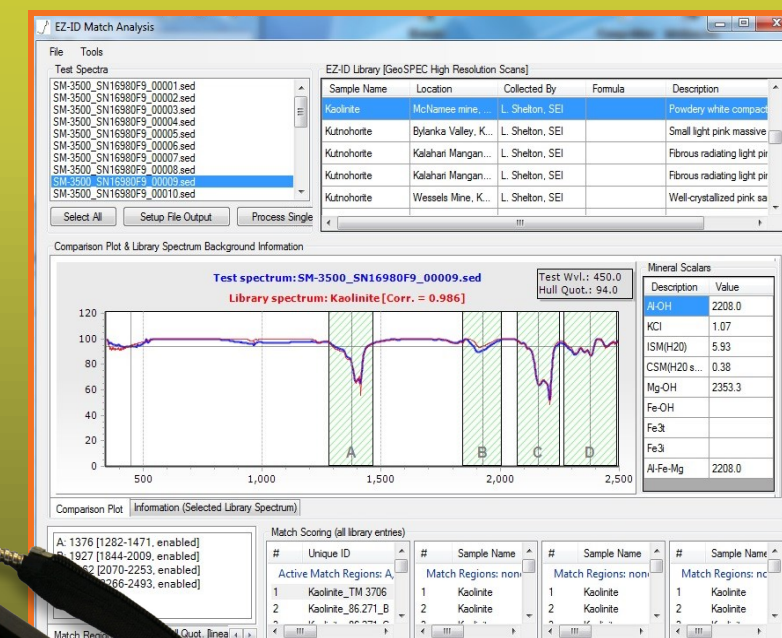 EZ-ID Match Analysis
File Tools
Test Spectra
SM-3500_SN16980F9_00001.sed
SM-3500_SN16980F9_00002.sed
SM-3500_SN16980F9_00003.sed
SM-3500_SN16980F9_00004.sed
SM-3500_SN16980F9_00005.sed
SM-3500_SN16980F9_00006.sed
SM-3500_SN16980F9_00007.sed
SM-3500_SN16980F9_00008.sed
SM-3500_SN16980F9_00009.sed
SM-3500_SN16980F9_00010.sed
Select All Setup File Output Process Single
EZ-ID Library [GeoSPEC High Resolution Scans]
Sample Name Location Collected By Formula Description
Kaolinite McNamee mine, ... L. Shelton, SEI Powdery white compact
Kutnohorite Bylanka Valley, K... L. Shelton, SEI Small light pink massive
Kutnohorite Kalahari Mangan... L. Shelton, SEI Fibrous radiating light pin
Kutnohorite Kalahari Mangan... L. Shelton, SEI Fibrous radiating light pin
Kutnohorite Wessels Mine, K... L. Shelton, SEI Well-crystallized pink sa
Comparison Plot & Library Spectrum Background Information
Test spectrum: SM-3500_SN16980F9_00009.sed
Library spectrum: Kaolinite [Corr. = 0.986]
Test Wvl.: 450.0
Hull Quot.: 94.0
120
100
80
60
40
20
0
A B C D
500 1,000 1,500 2,000 2,500
Mineral Scalars
Description Value
Al-OH 2208.0
KCI 1.07
ISM(H20) 5.93
CSM(H20 s... 0.38
Mg-OH 2353.3
Fe-OH
Fe3t
Fe3i
Al-Fe-Mg 2208.0
Comparison Plot Information (Selected Library Spectrum)
A: 1376 [1282-1471, enabled]
1927 [1844-2009, enabled]
[2070-2253, enabled]
2266-2493, enabled]
Match Quot.
Match Scoring (all library entries)
# Unique ID # Sample Name # Sample Name # Sample Name
Active Match Regions: A, Match Regions: none Match Regions: none Match Regions: nc
1 Kaolinite_TM 3706 1 Kaolinite 1 Kaolinite 1 Kaolinite
2 Kaolinite_86.271_B 2 Kaolinite 2 Kaolinite 2 Kaolinite